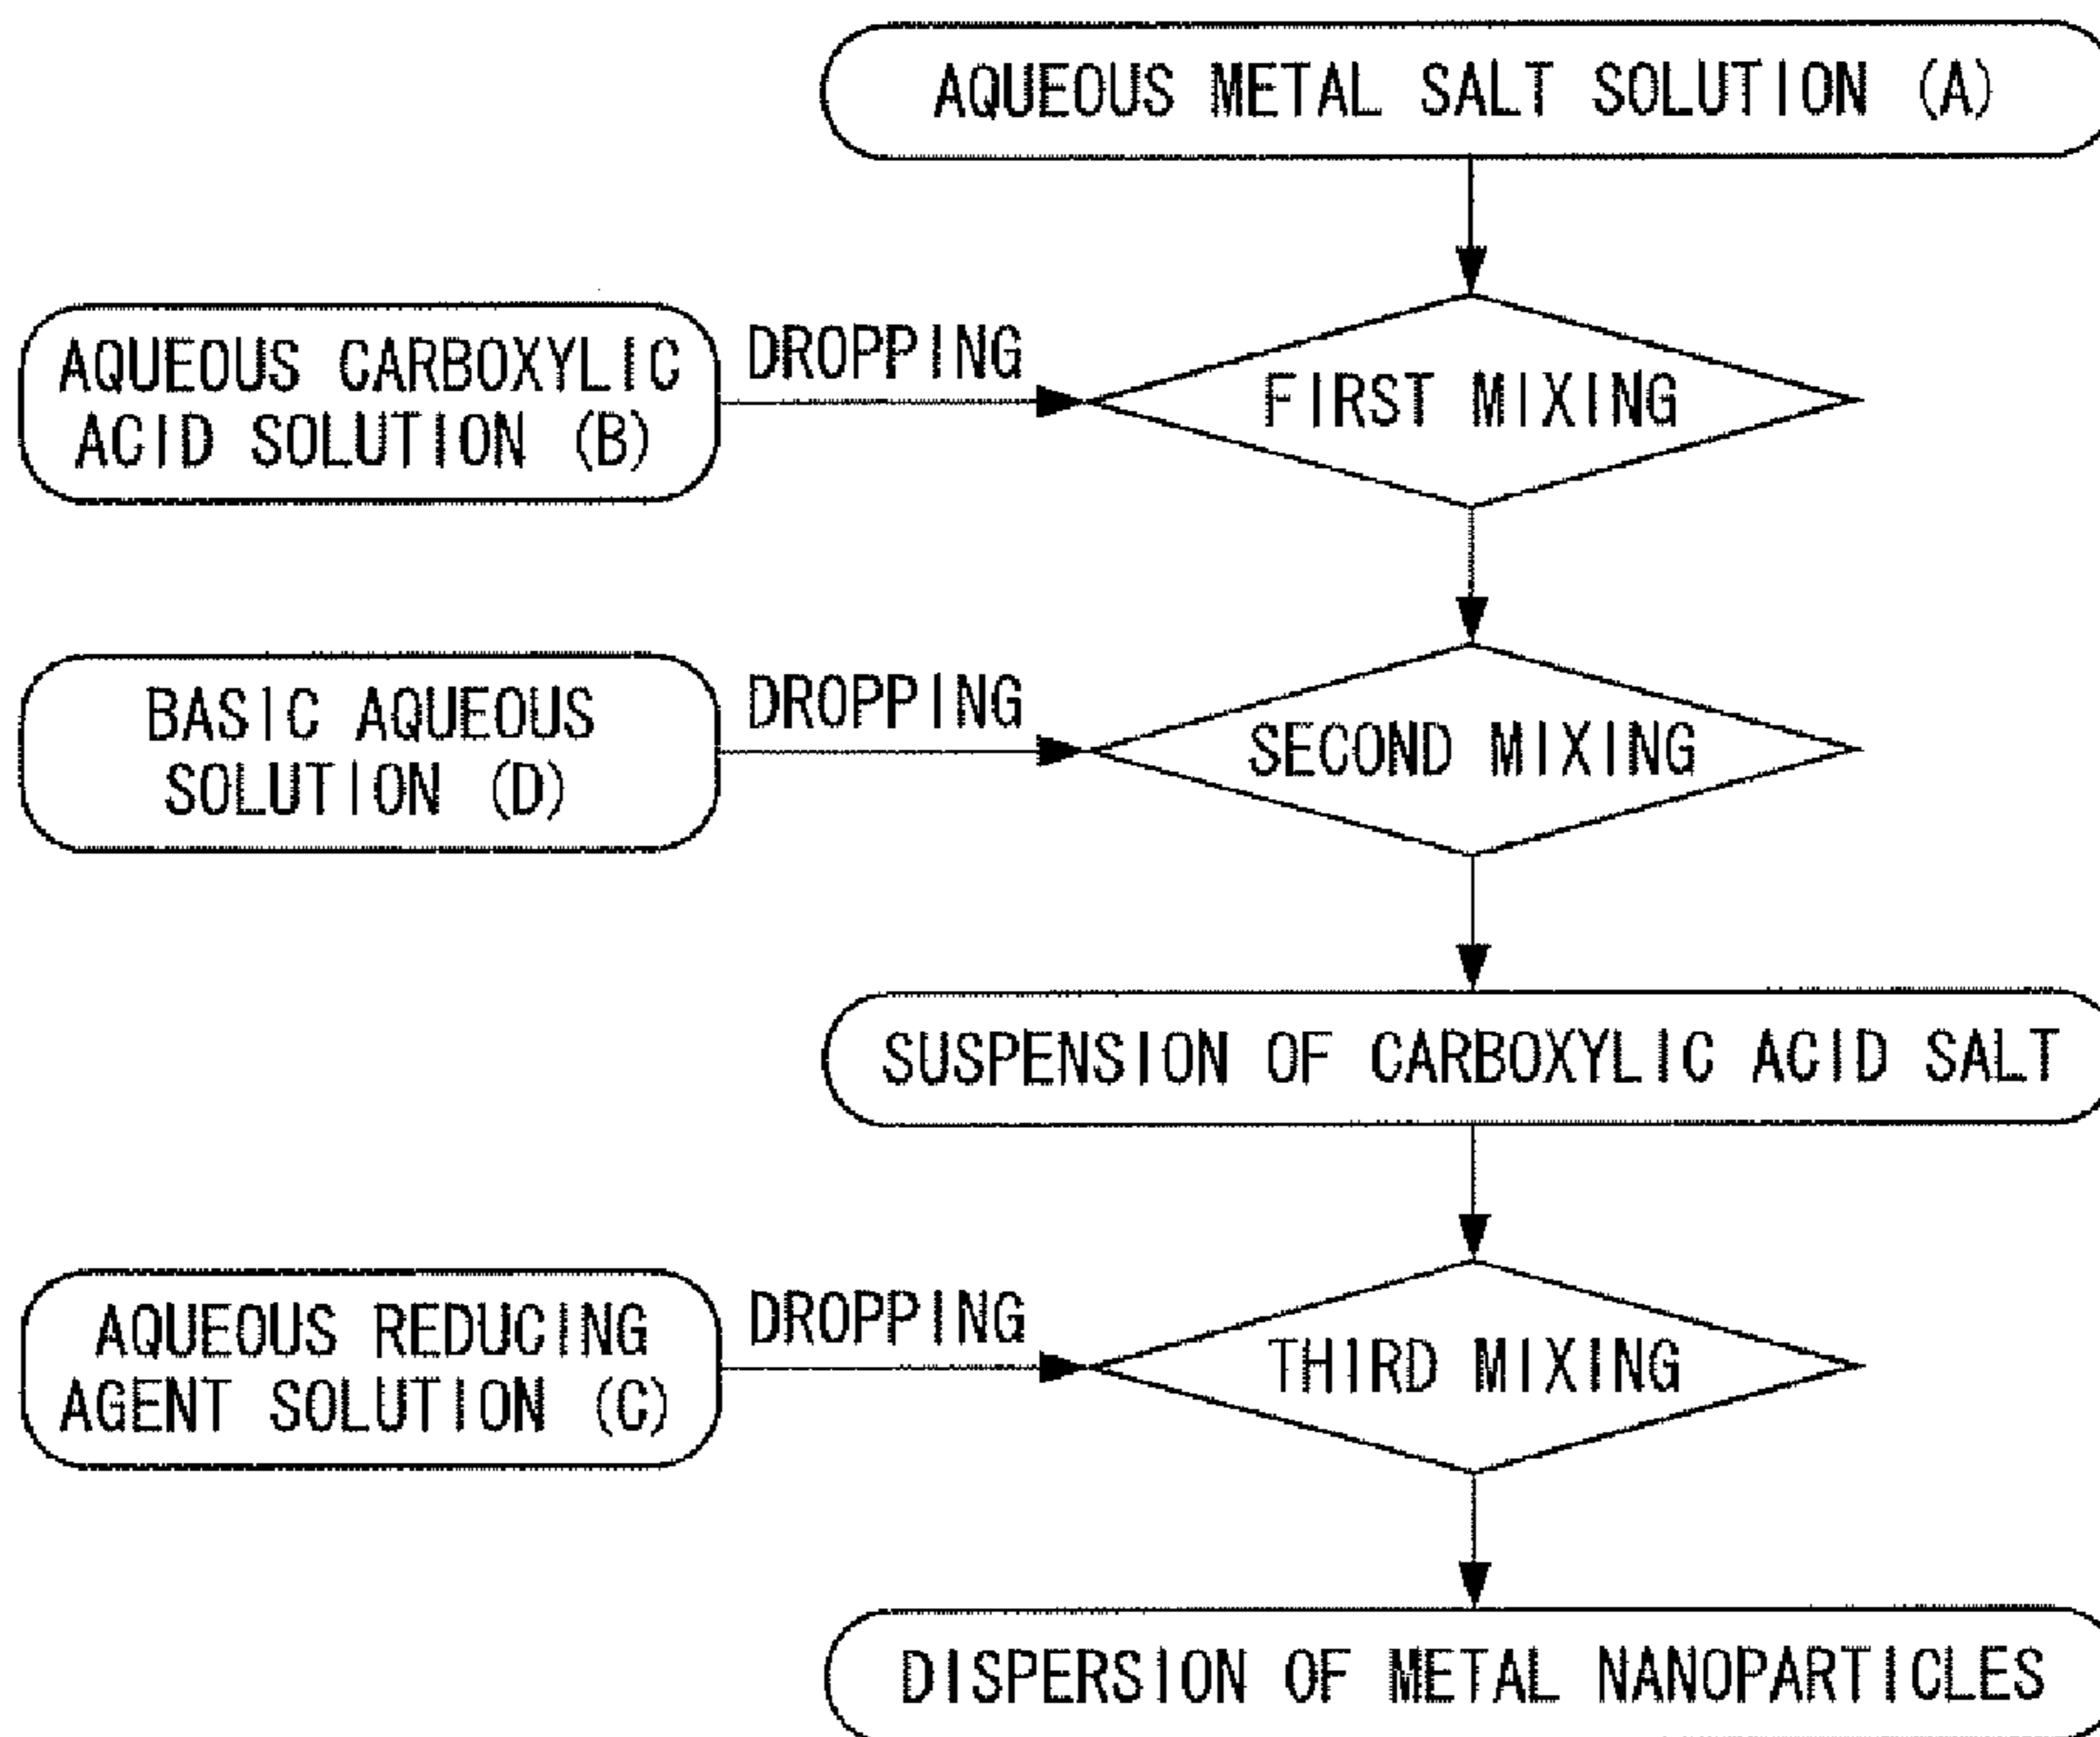 AQUEOUS METAL SALT SOLUTION (A)
DROPPING
AQUEOUS CARBOXYLIC
ACID SOLUTION (B)
FIRST MIXING
DROPPING
BASIC AQUEOUS
SOLUTION (D)
SECOND MIXING
SUSPENSION OF CARBOXYLIC ACID SALT
DROPPING
AQUEOUS REDUCING
AGENT SOLUTION (C)
THIRD MIXING
DISPERSION OF METAL NANOPARTICLES